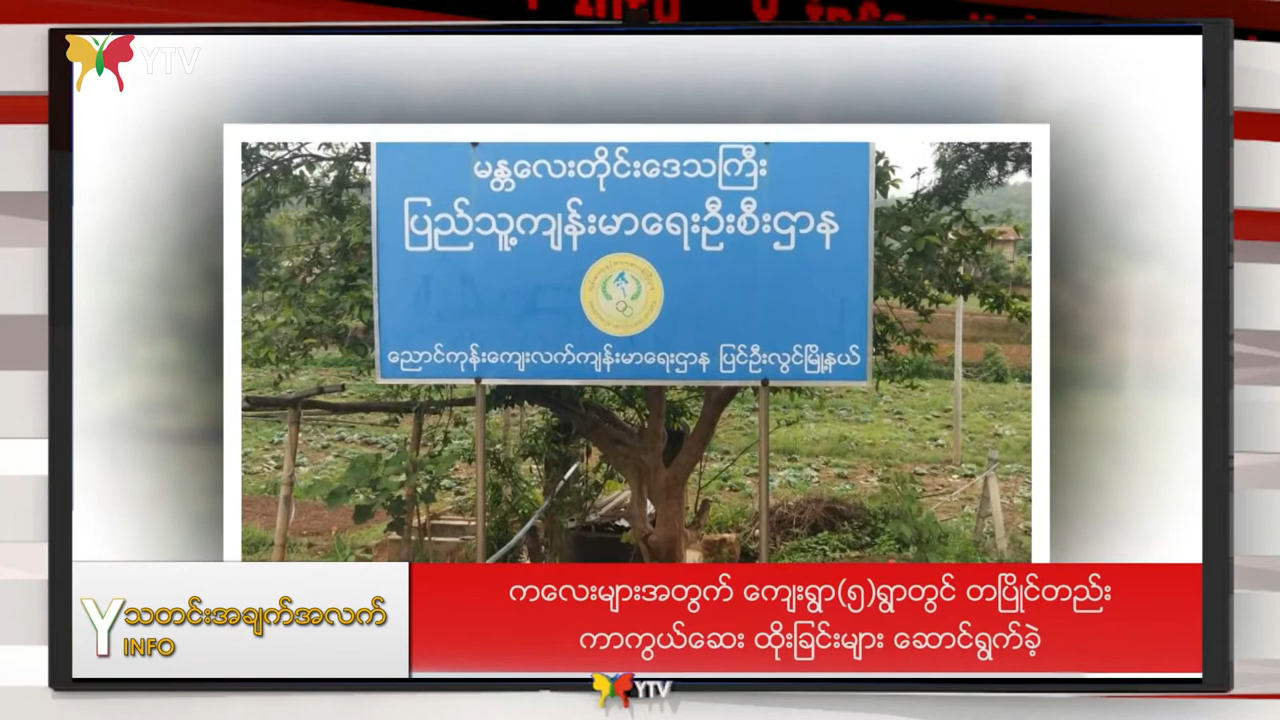 YTV
မန္တလေးတိုင်းဒေသကြီး
ပြည်သူ့ကျန်းမာရေးဦးစီးဌာန
ညောင်ကုန်းကျေးလက်ကျန်းမာရေးဌာန ပြင်ဦးလွင်မြို့နယ်
Y သတင်းအချက်အလက်
INFO
ကလေးများအတွက် ကျေးရွာ(၅)ရွာတွင် တပြိုင်တည်း
ကာကွယ်ဆေး ထိုးခြင်းများ ဆောင်ရွက်ခဲ့
YTV